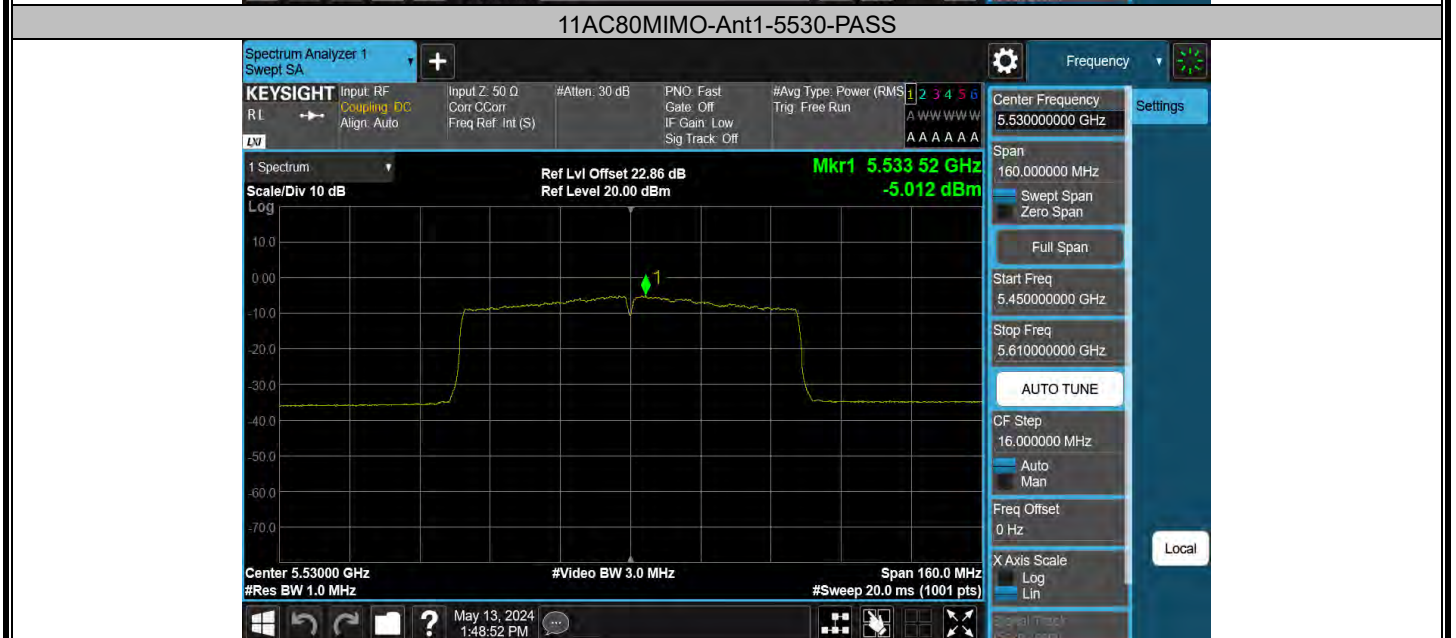 11AC80MIMO-Ant1-5530-PASS
Spectrum Analyzer 1
Swept SA
+
Frequency
KEYSIGHT
RL
LXI
Input: RF
Coupling: DC
Align: Auto
Input Z: 50 Ω
Corr CCorr
Freq Ref: Int (S)
#Atten: 30 dB
PNO: Fast
Gate: Off
IF Gain: Low
Sig Track: Off
#Avg Type: Power (RMS
Trig: Free Run
1 2 3 4 5 6
A W W W W W
A A A A A A
Center Frequency
5.530000000 GHz
Settings
Span
160.000000 MHz
Swept Span
Zero Span
Full Span
Start Freq
5.450000000 GHz
Stop Freq
5.610000000 GHz
AUTO TUNE
CF Step
16.000000 MHz
Auto
Man
Freq Offset
0 Hz
X Axis Scale
Log
Lin
Signal Track
Local
1 Spectrum
Scale/Div 10 dB
Log
Ref Lvl Offset 22.86 dB
Ref Level 20.00 dBm
Mkr1 5.533 52 GHz
-5.012 dBm
10.0
0.00
-10.0
-20.0
-30.0
-40.0
-50.0
-60.0
-70.0
1
Center 5.53000 GHz
#Video BW 3.0 MHz
Span 160.0 MHz
#Res BW 1.0 MHz
#Sweep 20.0 ms (1001 pts)
?
May 13, 2024
1:48:52 PM